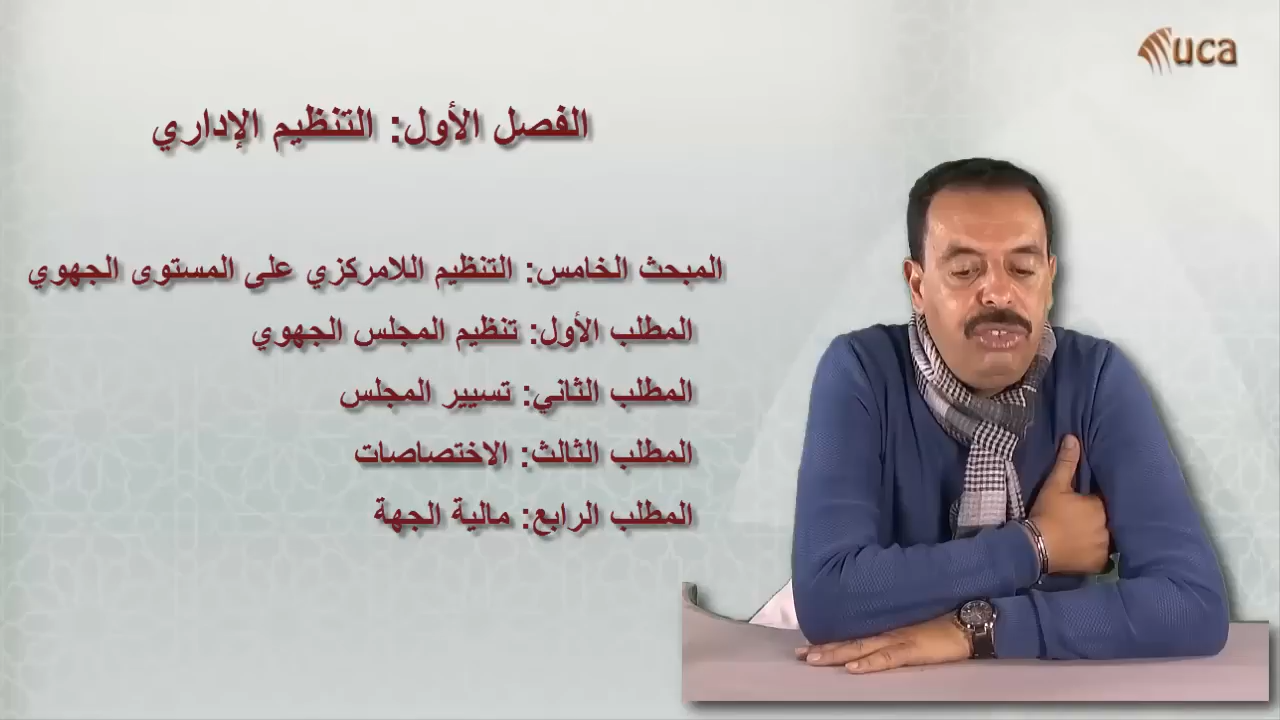 uca
الفصل الأول: التنظيم الإداري
المبحث الخامس: التنظيم اللامركزي على المستوى الجهوي
المطلب الأول: تنظيم المجلس الجهوي
المطلب الثاني: تسيير المجلس
المطلب الثالث: الاختصاصات
المطلب الرابع: مالية الجهة